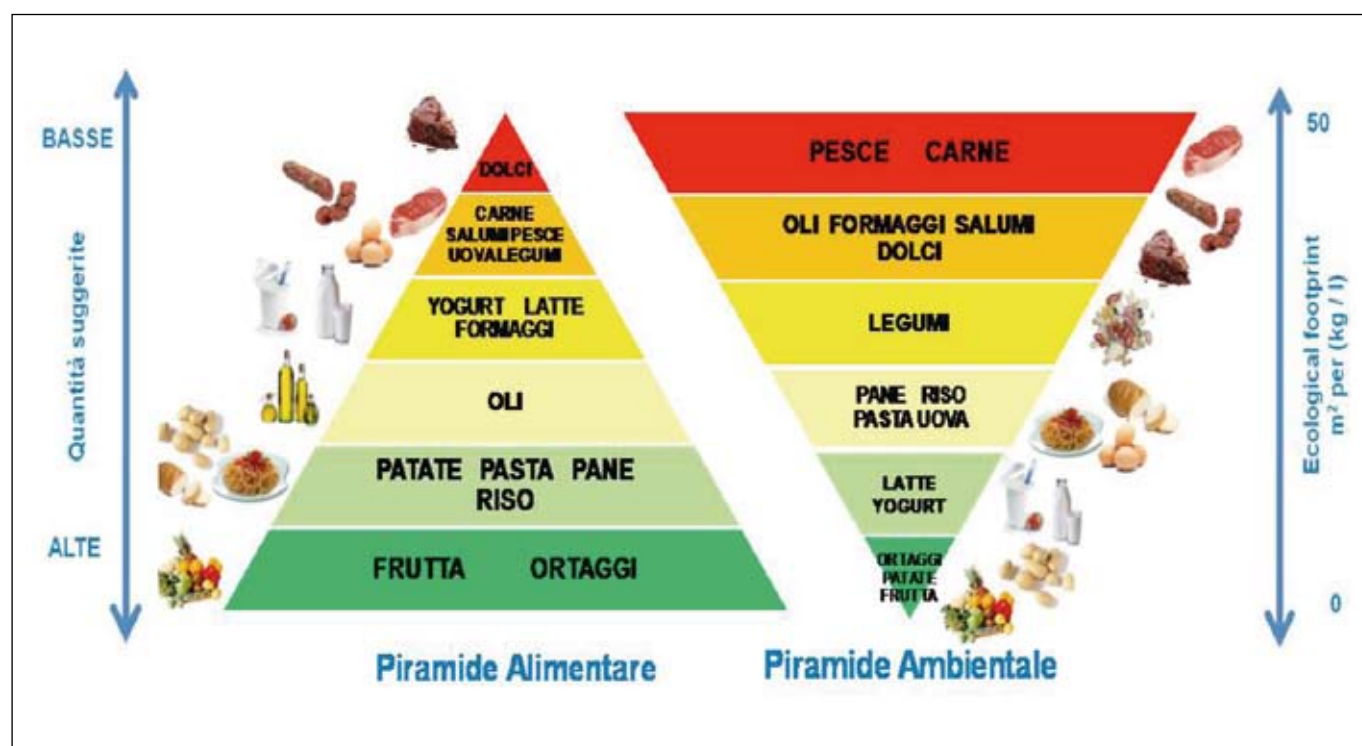 BASSE
Quantità suggerite
ALTE
DOLCI
CARNE
SALUMI PESCE
UOVA LEGUMI
YOGURT LATTE
FORMAGGI
OLI
PATATE PASTA PANE
RISO
FRUTTA ORTAGGI
Piramide Alimentare
PESCE CARNE
OLI FORMAGGI SALUMI
DOLCI
LEGUMI
PANE RISO
PASTA UOVA
LATTE
YOGURT
ORTAGGI
PATATE
FRUTTA
Piramide Ambientale
50
Ecological footprint
m² per (kg / l)
0